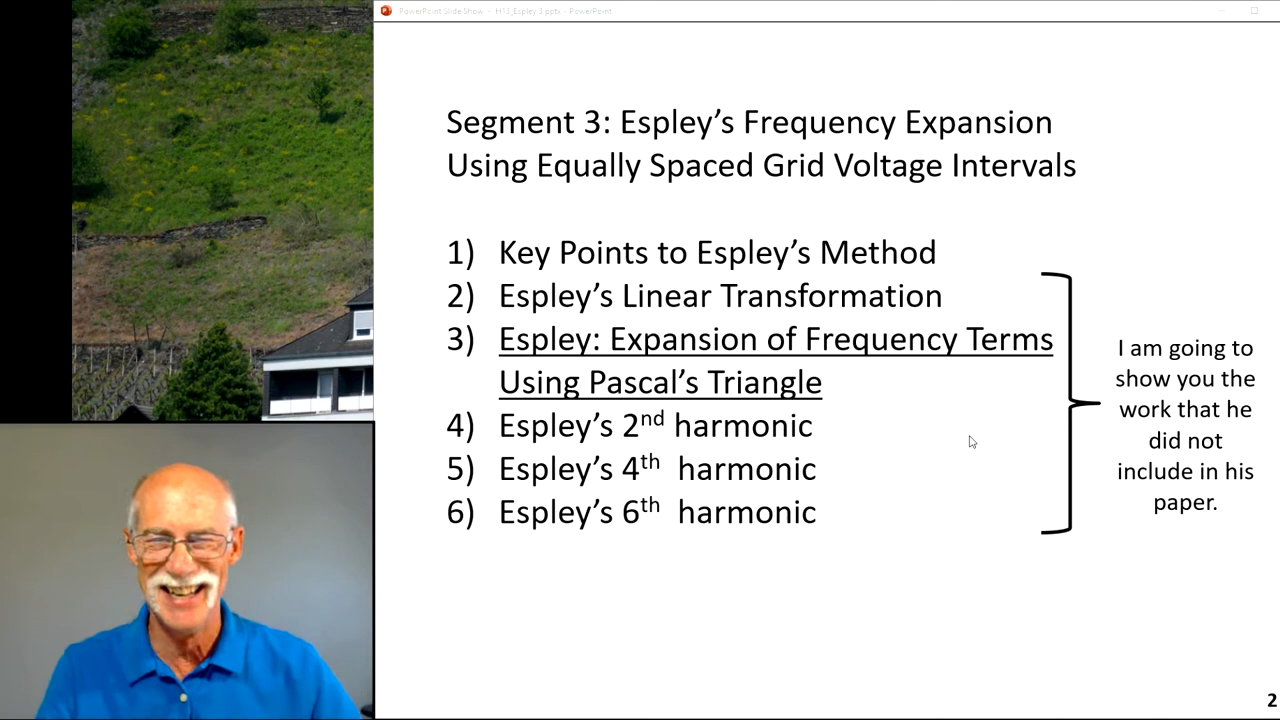 PowerPoint Slide Show - H13_Espley 3.pptx - PowerPoint
Segment 3: Espley’s Frequency Expansion
Using Equally Spaced Grid Voltage Intervals
1) Key Points to Espley’s Method
2) Espley’s Linear Transformation
3) Espley: Expansion of Frequency Terms
Using Pascal’s Triangle
4) Espley’s 2nd harmonic
5) Espley’s 4th harmonic
6) Espley’s 6th harmonic
I am going to
show you the
work that he
did not
include in his
paper.
2